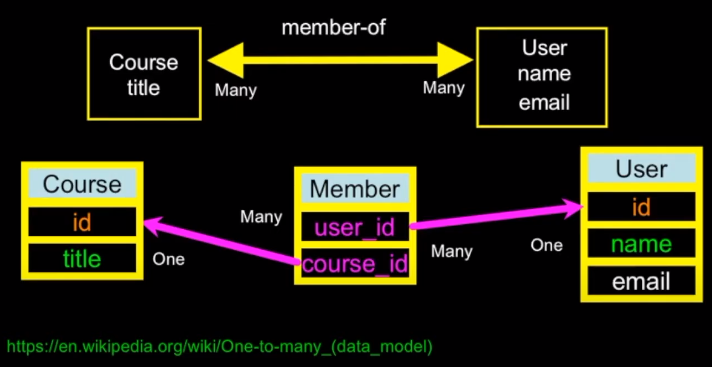 member-of
Course
title
Many
Many
User
name
email
Course
id
title
One
Many
Member
user_id
course_id
Many
One
User
id
name
email
https://en.wikipedia.org/wiki/One-to-many_(data_model)